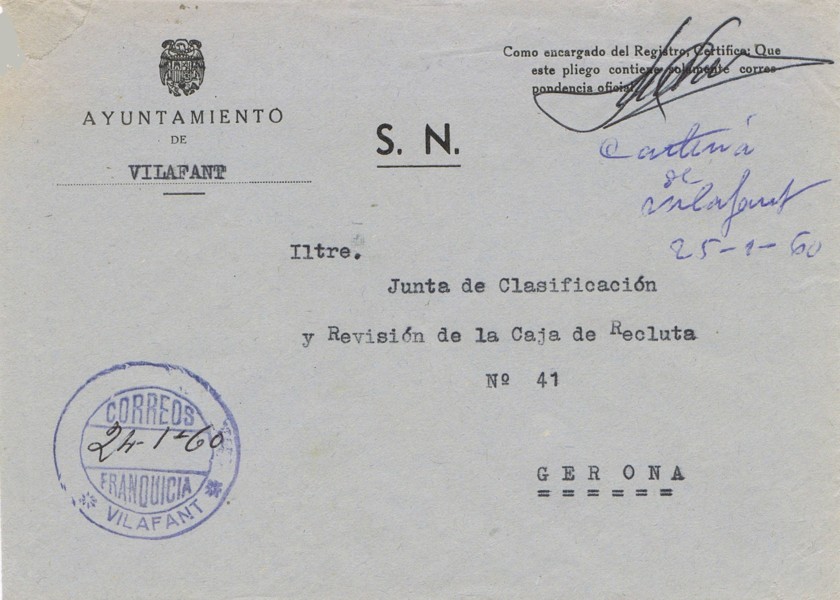 AYUNTAMIENTO
DE
VILAFANT
S. N.
Como encargado del Registro, Certifica: Que
este pliego contiene solamente corres-
pondencia oficial.
Cartería
de
Vilafant
25-1-60
Iltre.
Junta de Clasificación
y Revisión de la Caja de Recluta
Nº 41
GERONA
CORREOS
24-1-60
FRANQUICIA
VILAFANT